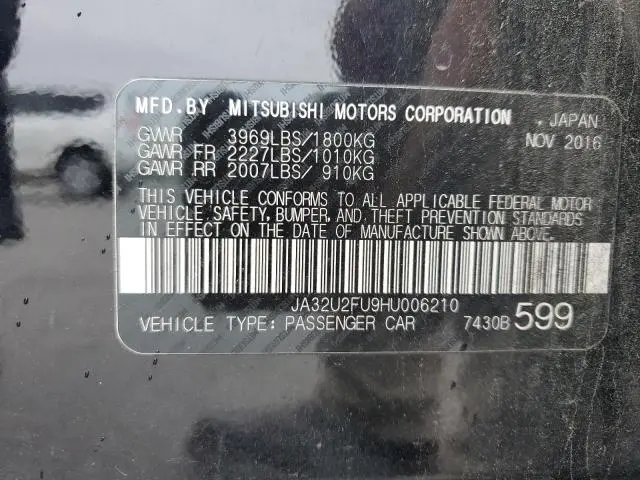 MFD.BY MITSUBISHI MOTORS CORPORATION , JAPAN
GVWR 3969LBS/1800KG NOV 2016
GAWR FR 2227LBS/1010KG
GAWR RR 2007LBS/ 910KG
THIS VEHICLE CONFORMS TO ALL APPLICABLE FEDERAL MOTOR
VEHICLE SAFETY, BUMPER, AND, THEFT PREVENTION STANDARDS
IN EFFECT ON THE DATE OF MANUFACTURE SHOWN ABOVE.
JA32U2FU9HU006210
VEHICLE TYPE: PASSENGER CAR 7430B 599